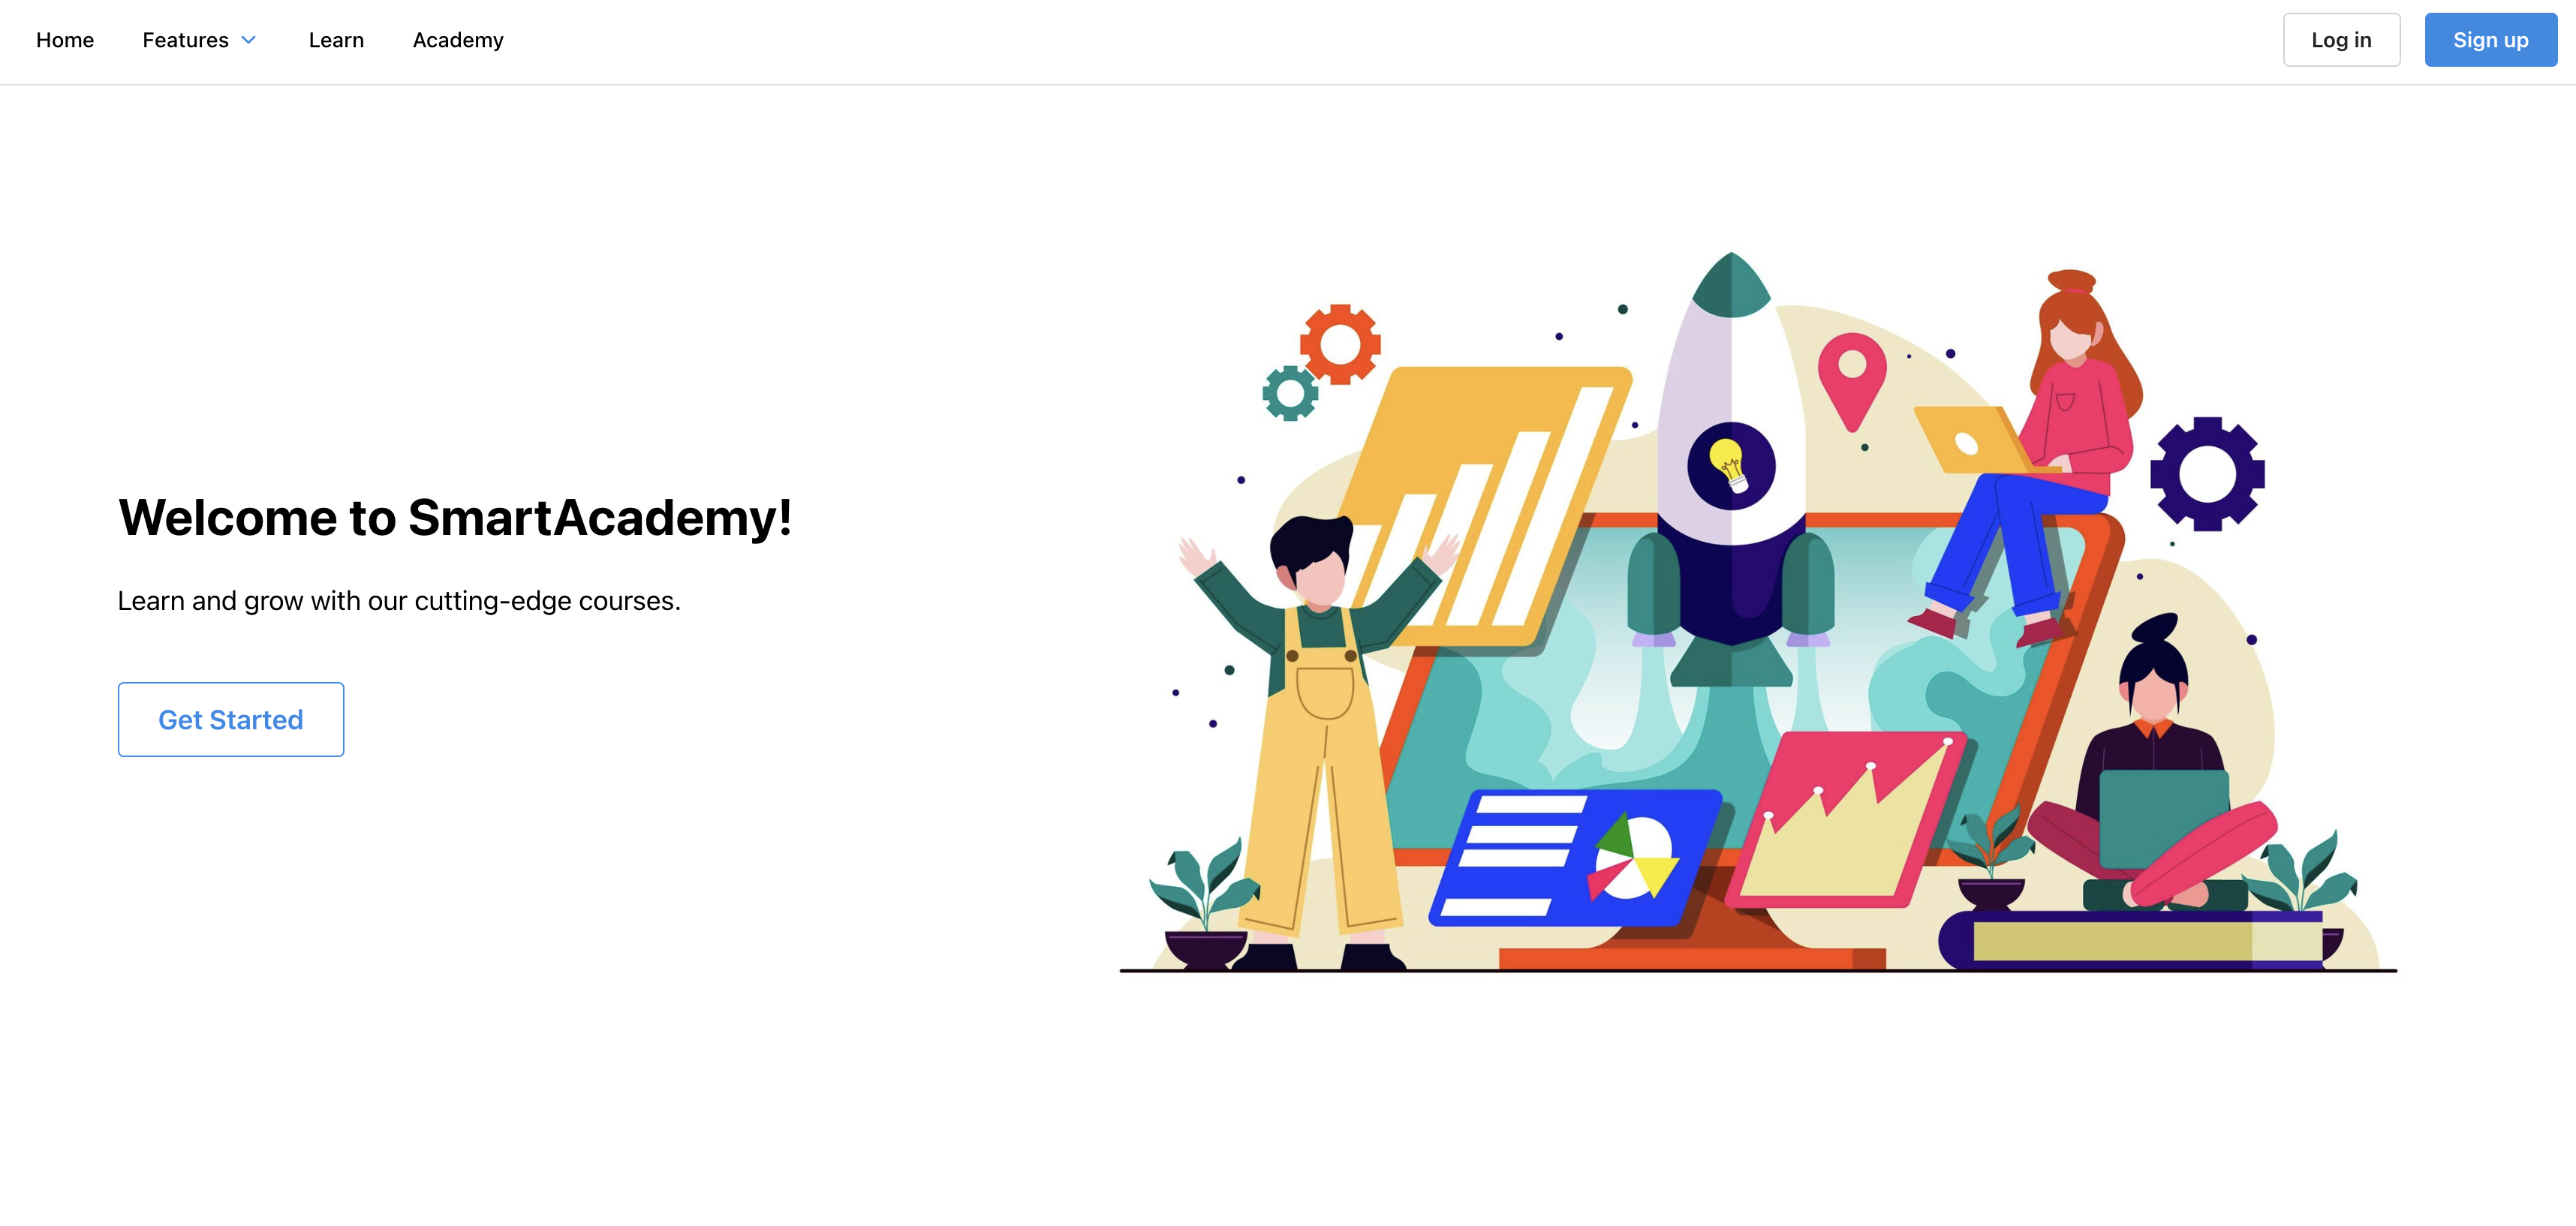 Home Features Learn Academy Log in Sign up
Welcome to SmartAcademy!
Learn and grow with our cutting-edge courses.
Get Started